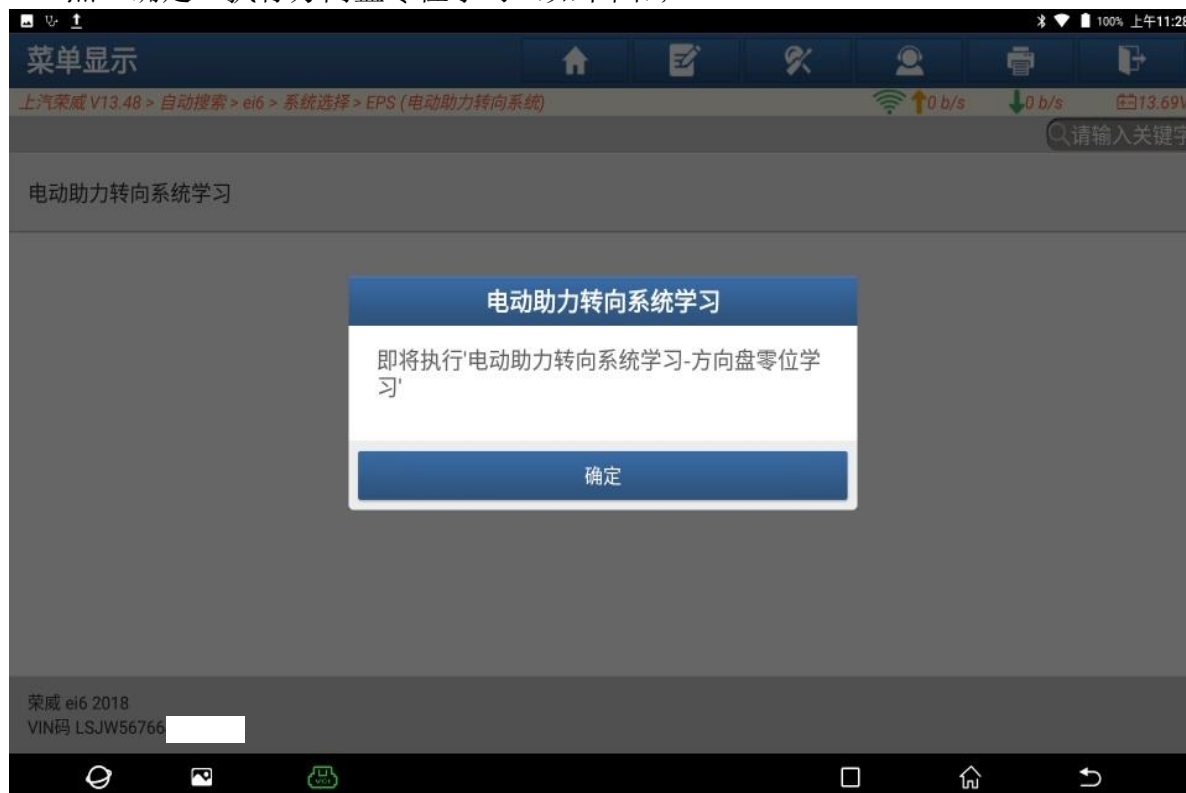 100% 上午11:28
菜单显示
上汽荣威 V13.48 > 自动搜索 > ei6 > 系统选择 > EPS (电动助力转向系统)
0 b/s
0 b/s
13.69V
请输入关键字
电动助力转向系统学习
电动助力转向系统学习
即将执行'电动助力转向系统学习-方向盘零位学
习'
确定
荣威 ei6 2018
VIN码 LSJW56766
VCI